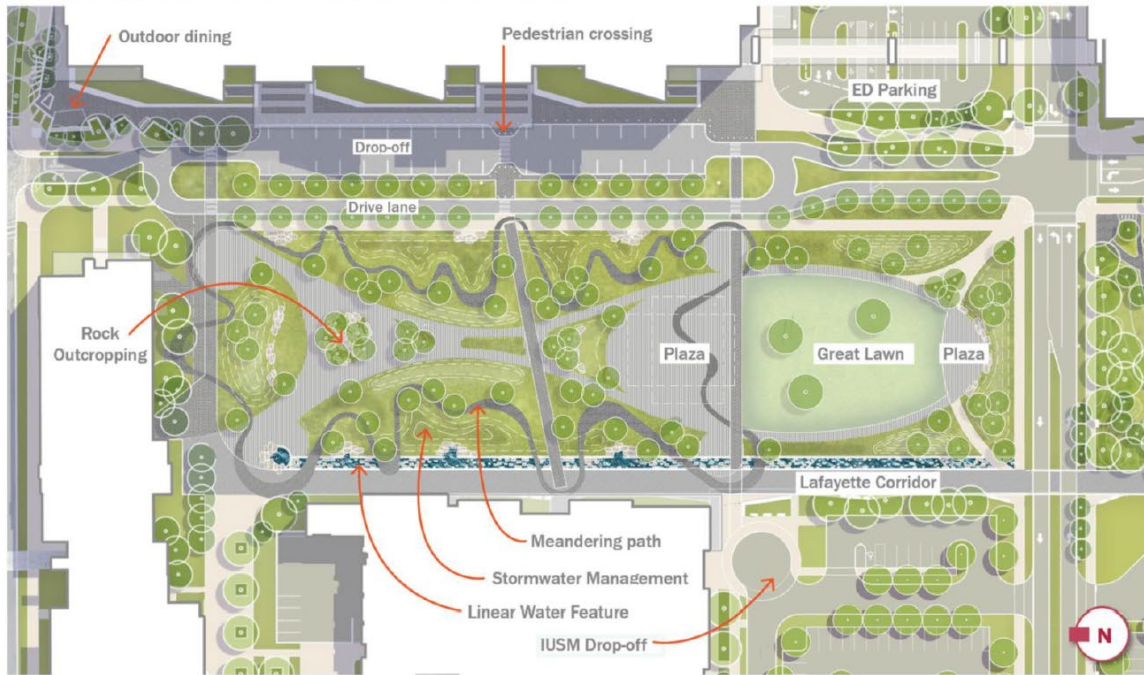 Outdoor dining
Pedestrian crossing
ED Parking
Drop-off
Drive lane
Rock
Outcropping
Plaza
Great Lawn
Plaza
Lafayette Corridor
Meandering path
Stormwater Management
Linear Water Feature
IUSM Drop-off
N